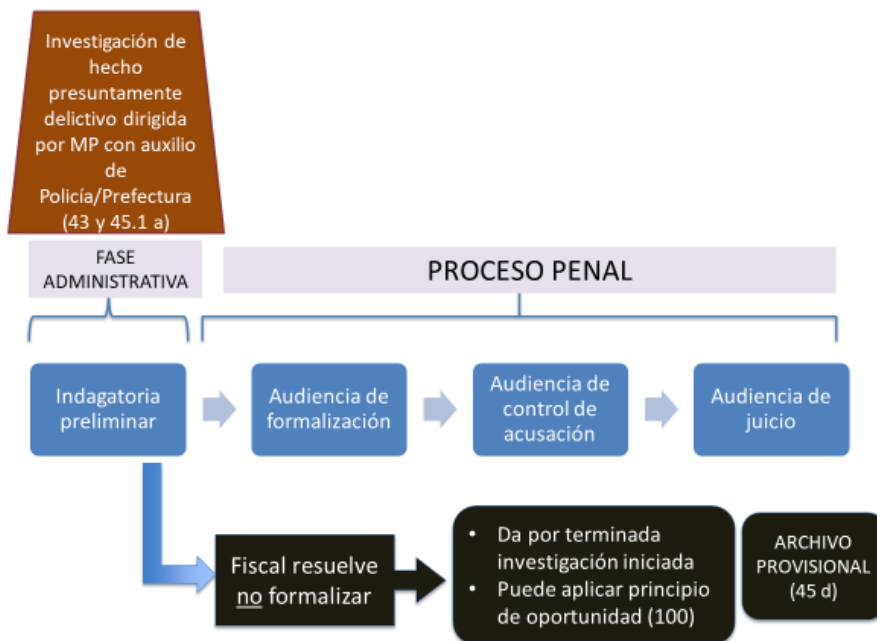 Investigación de
hecho
presuntamente
delictivo dirigida
por MP con auxilio
de
Policía/Prefectura
(43 y 45.1 a)
FASE
ADMINISTRATIVA
PROCESO PENAL
Indagatoria
preliminar
Audiencia de
formalización
Audiencia de
control de
acusación
Audiencia de
juicio
Fiscal resuelve
no formalizar
• Da por terminada
investigación iniciada
• Puede aplicar principio
de oportunidad (100)
ARCHIVO
PROVISIONAL
(45 d)